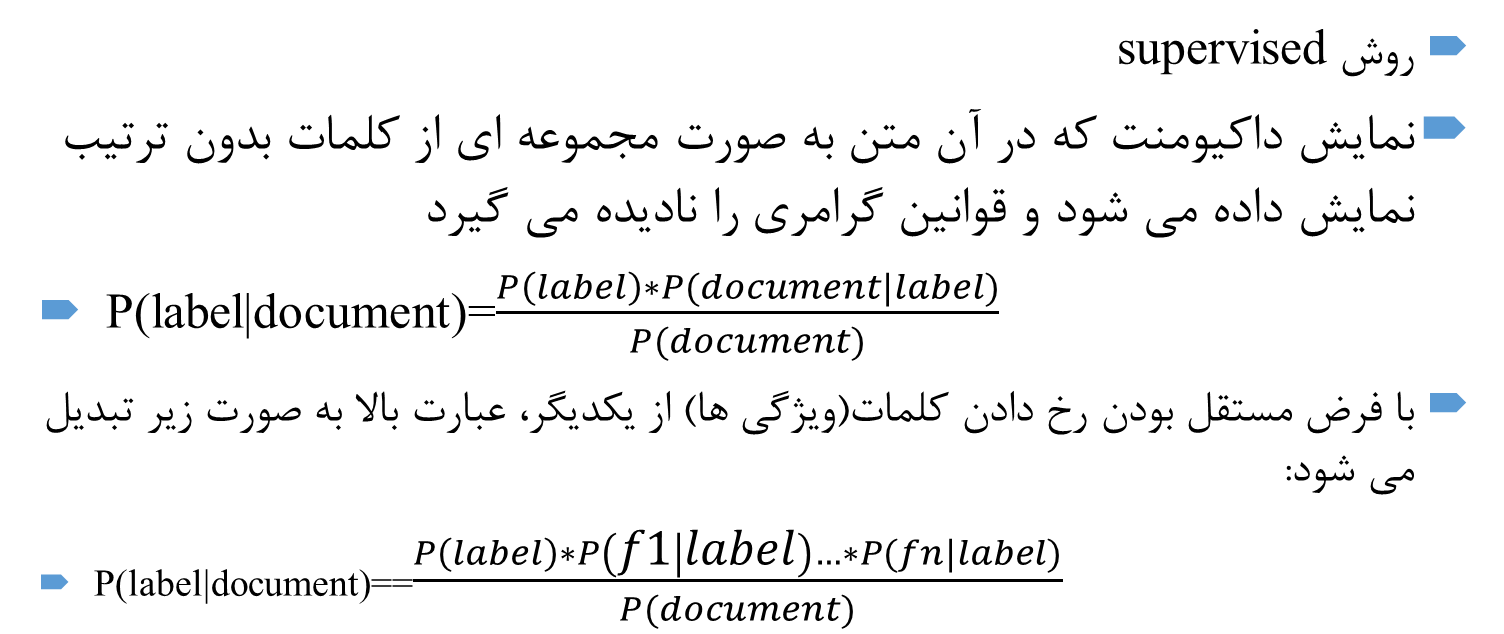 روش supervised
نمایش داکیومنت که در آن متن به صورت مجموعه ای از کلمات بدون ترتیب
نمایش داده می شود و قوانین گرامری را نادیده می گیرد
P(label|document)=\frac{P(label)*P(document|label)}{P(document)}
با فرض مستقل بودن رخ دادن کلمات(ویژگی ها) از یکدیگر، عبارت بالا به صورت زیر تبدیل
می شود:
P(label|document)==\frac{P(label)*P(f1|label)...*P(fn|label)}{P(document)}